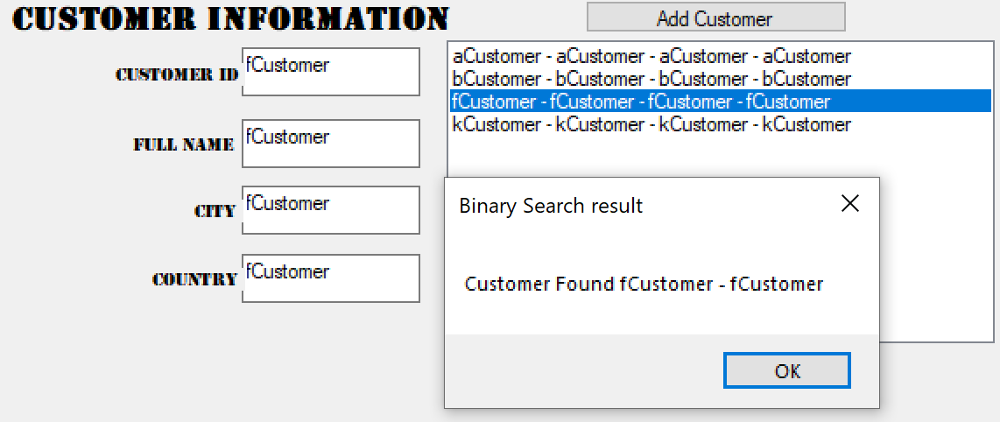 CUSTOMER INFORMATION
Add Customer
CUSTOMER ID
fCustomer
FULL NAME
fCustomer
CITY
fCustomer
COUNTRY
fCustomer
aCustomer - aCustomer - aCustomer - aCustomer
bCustomer - bCustomer - bCustomer - bCustomer
fCustomer - fCustomer - fCustomer - fCustomer
kCustomer - kCustomer - kCustomer - kCustomer
Binary Search result
Customer Found fCustomer - fCustomer
OK